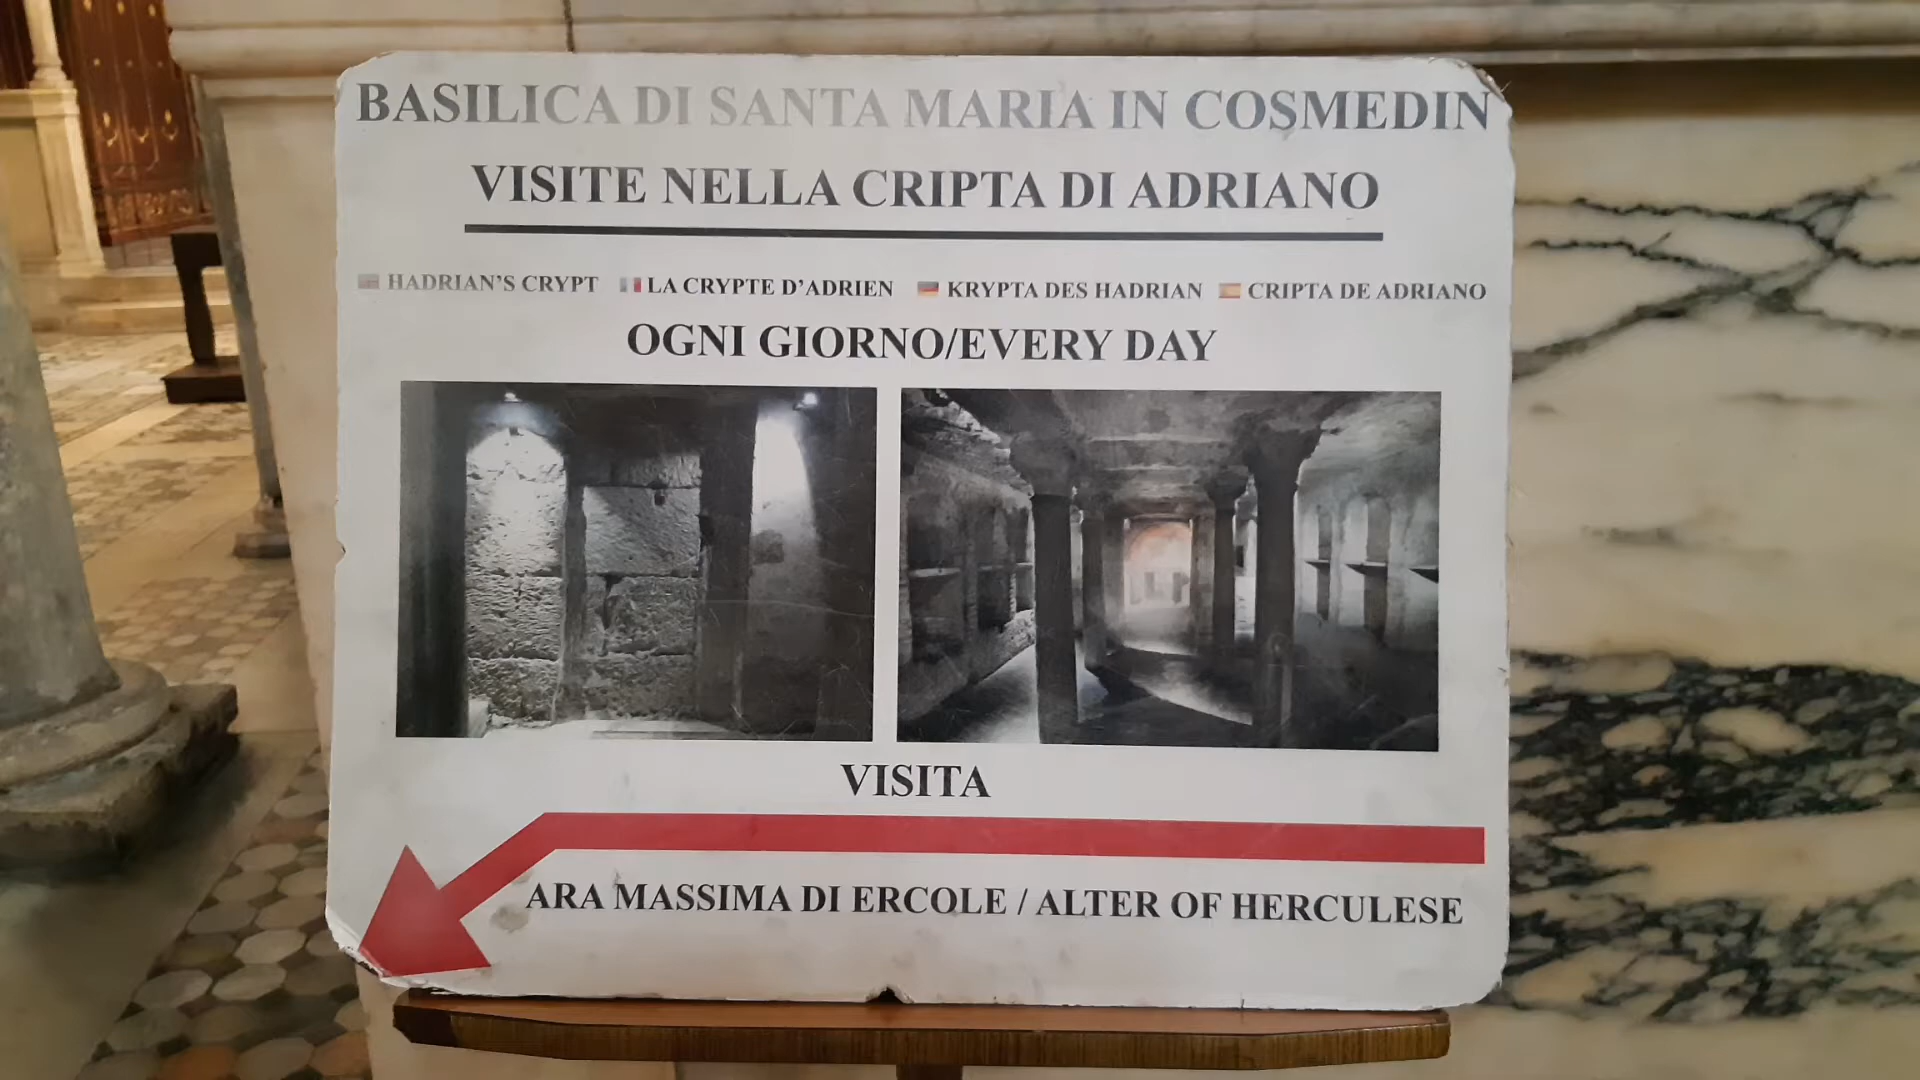 BASILICA DI SANTA MARIA IN COSMEDIN
VISITE NELLA CRIPTA DI ADRIANO
HADRIAN'S CRYPT LA CRYPTE D'ADRIEN KRYPTA DES HADRIAN CRIPTA DE ADRIANO
OGNI GIORNO/EVERY DAY
VISITA
ARA MASSIMA DI ERCOLE / ALTER OF HERCULESE